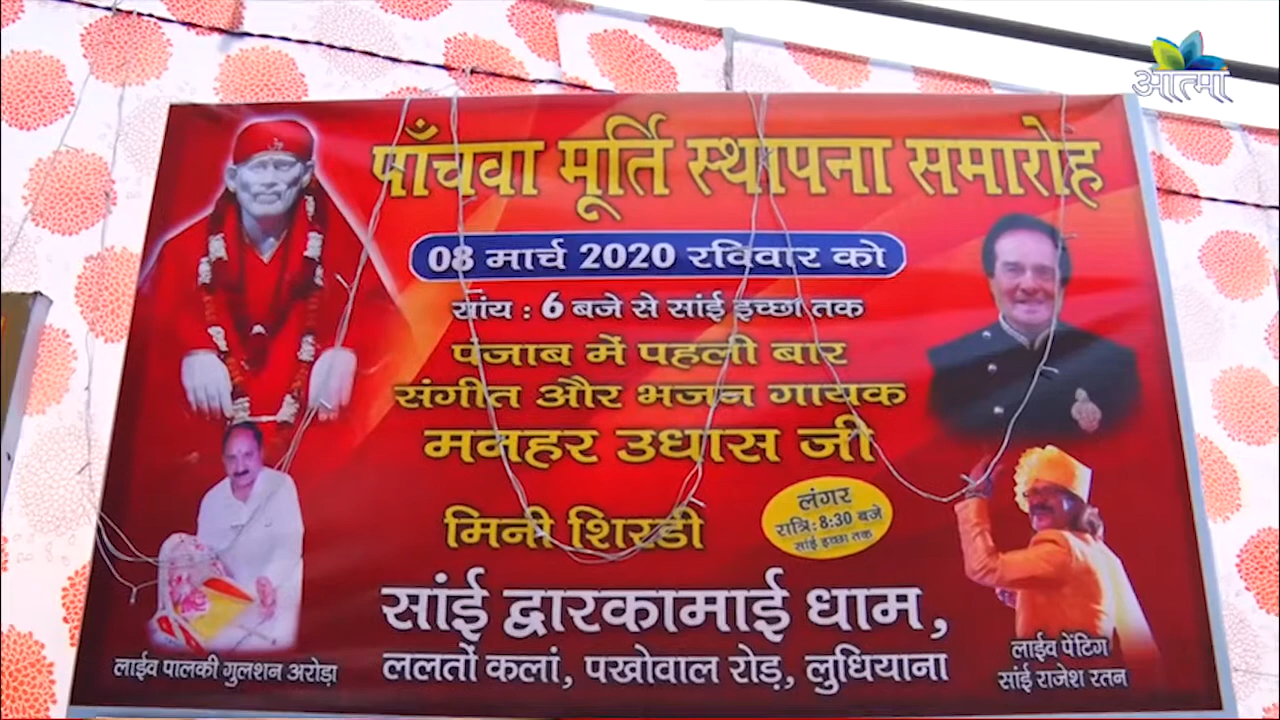 आत्मा
पाँचवा मूर्ति स्थापना समारोह
08 मार्च 2020 रविवार को
सांय : 6 बजे से सांई इच्छा तक
पंजाब में पहली बार
संगीत और भजन गायक
मनहर उधास जी
मिनी शिरडी
लंगर
रात्रि: 8:30 बजे
सांई इच्छा तक
सांई द्वारकामाई धाम,
ललतों कलां, पखोवाल रोड़, लुधियाना
लाईव पालकी गुलशन अरोड़ा
लाईव पेंटिग
सांई राजेश रतन